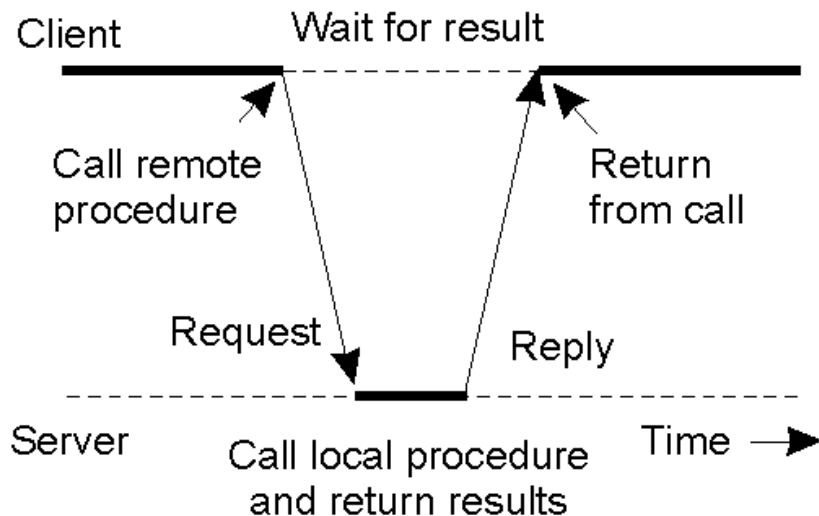 Client
Wait for result
Call remote
procedure
Return
from call
Request
Reply
Server
Call local procedure
and return results
Time